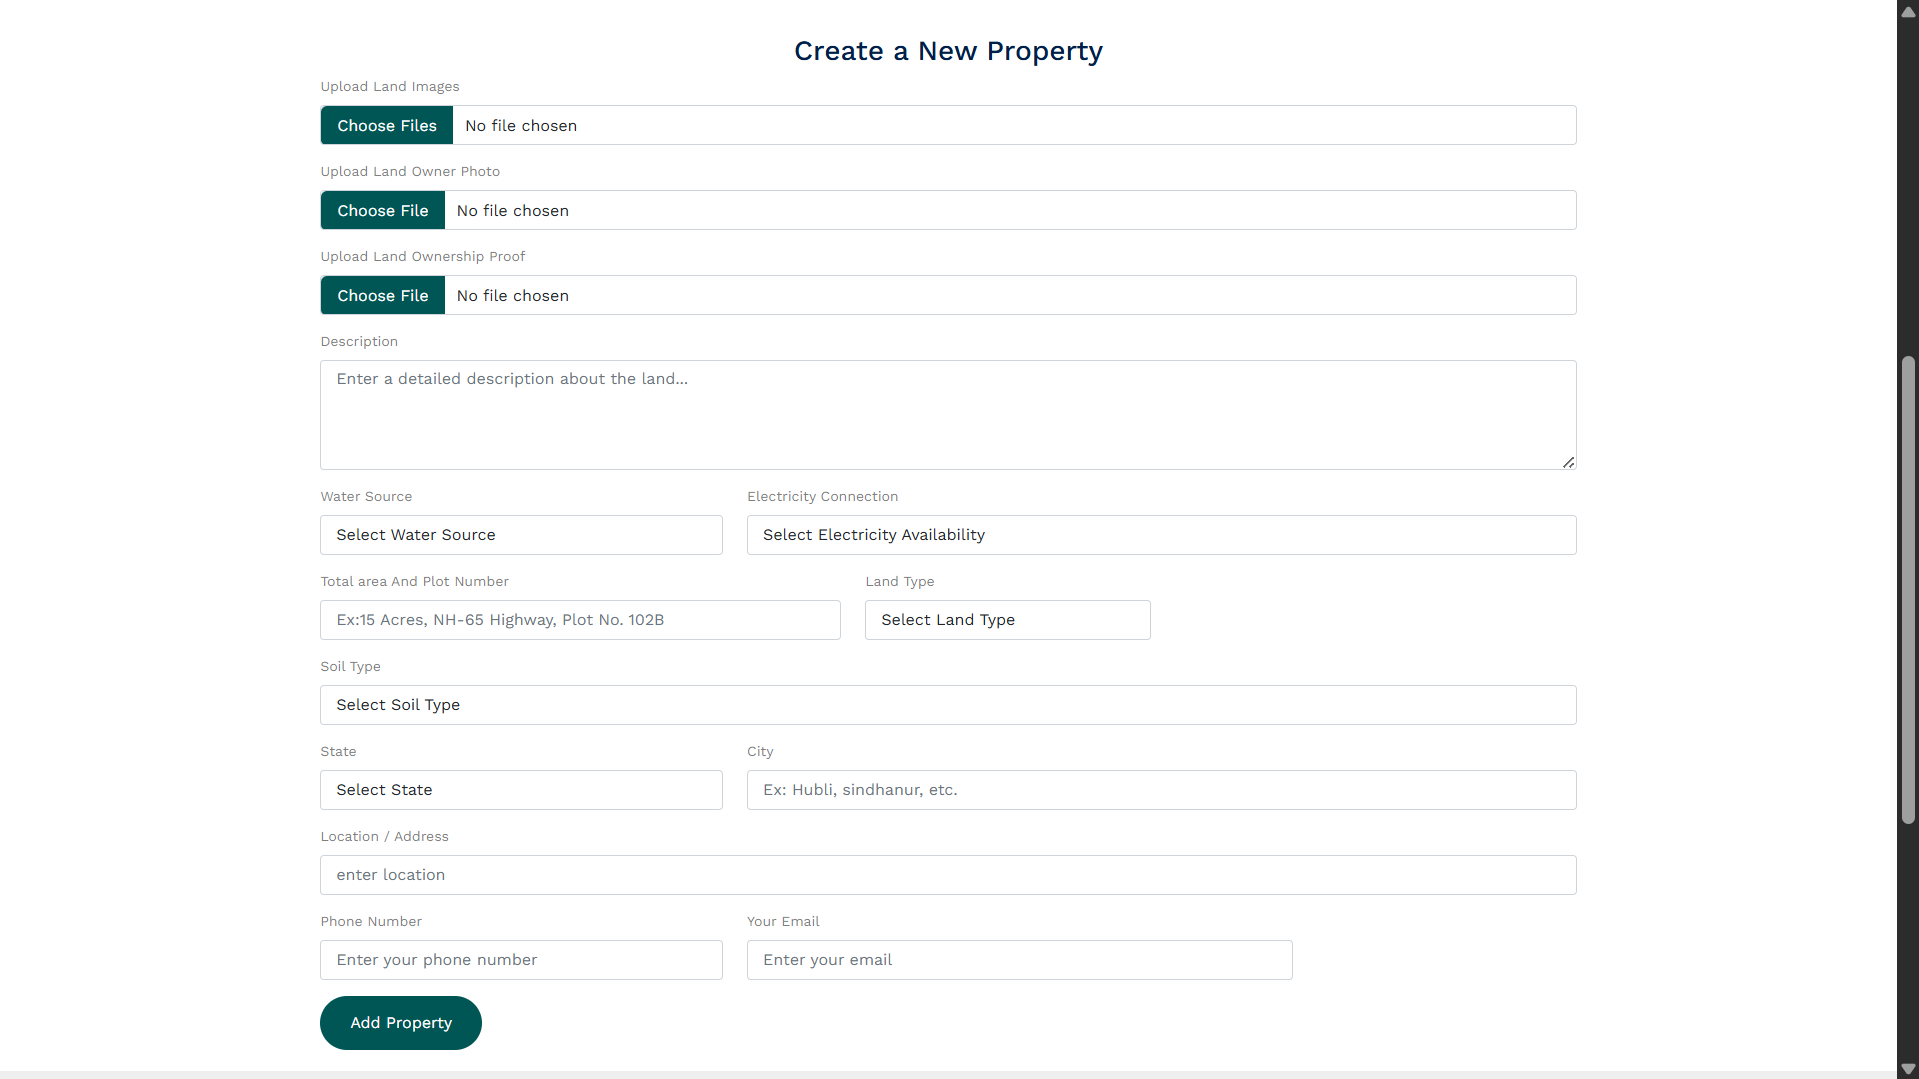 Create a New Property
Upload Land Images
Choose Files No file chosen
Upload Land Owner Photo
Choose File No file chosen
Upload Land Ownership Proof
Choose File No file chosen
Description
Enter a detailed description about the land...
Water Source Electricity Connection
Select Water Source Select Electricity Availability
Total area And Plot Number Land Type
Ex:15 Acres, NH-65 Highway, Plot No. 102B Select Land Type
Soil Type
Select Soil Type
State City
Select State Ex: Hubli, sindhanur, etc.
Location / Address
enter location
Phone Number Your Email
Enter your phone number Enter your email
Add Property